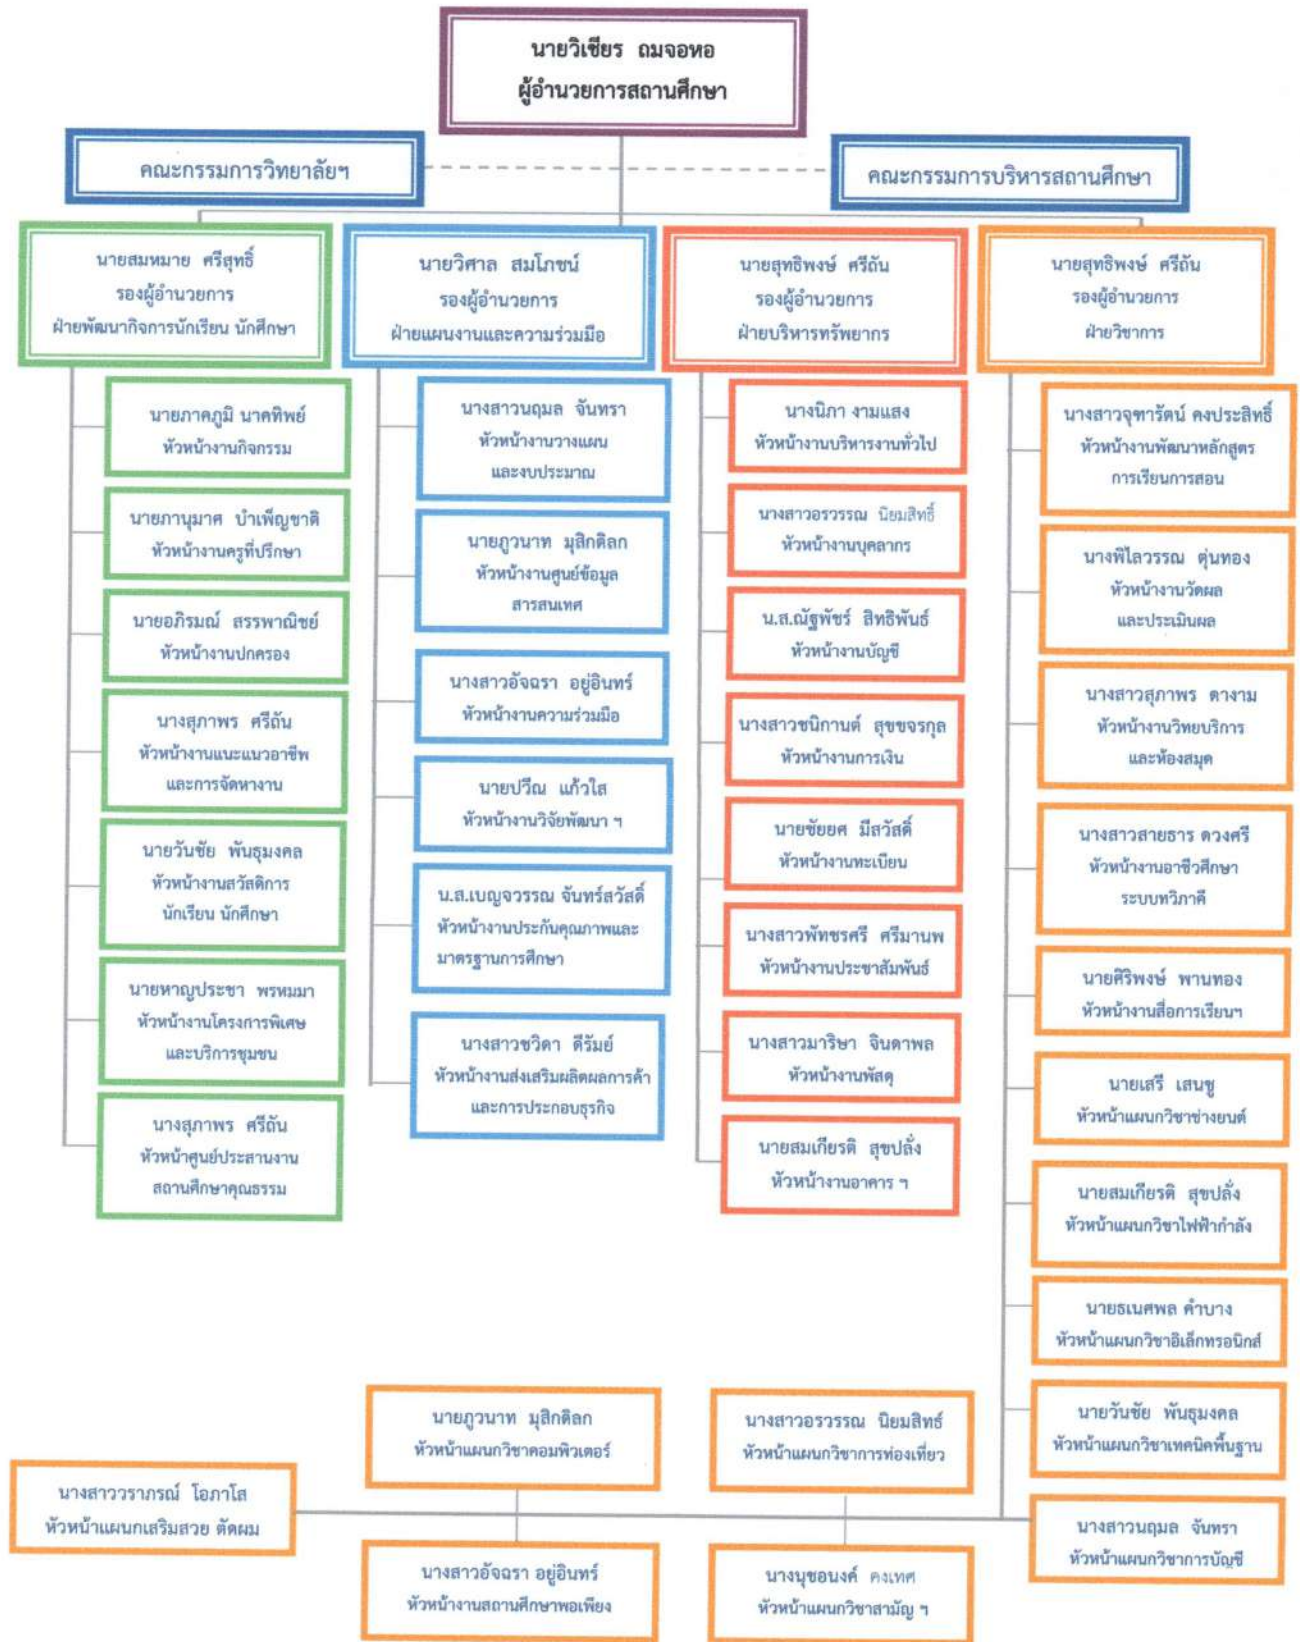 นายวิเชียร ถมจอหอ
ผู้อำนวยการสถานศึกษา
คณะกรรมการวิทยาลัยฯ
คณะกรรมการบริหารสถานศึกษา
นายสมหมาย ศรีสุทธิ์
รองผู้อำนวยการ
ฝ่ายพัฒนากิจการนักเรียน นักศึกษา
นายวิศาล สมโภชน์
รองผู้อำนวยการ
ฝ่ายแผนงานและความร่วมมือ
นายสุทธิพงษ์ ศรีถัน
รองผู้อำนวยการ
ฝ่ายบริหารทรัพยากร
นายสุทธิพงษ์ ศรีถัน
รองผู้อำนวยการ
ฝ่ายวิชาการ
นายภาคภูมิ นาคทิพย์
หัวหน้างานกิจกรรม
นายภานุมาศ บำเพ็ญชาติ
หัวหน้างานครูที่ปรึกษา
นายอภิรมณ์ สรรพาณิชย์
หัวหน้างานปกครอง
นางสุภาพร ศรีถัน
หัวหน้างานแนะแนวอาชีพ
และการจัดหางาน
นายวันชัย พันธุมงคล
หัวหน้างานสวัสดิการ
นักเรียน นักศึกษา
นายหาญประชา พรหมมา
หัวหน้างานโครงการพิเศษ
และบริการชุมชน
นางสุภาพร ศรีถัน
หัวหน้าศูนย์ประสานงาน
สถานศึกษาคุณธรรม
นางสาวนฤมล จันทรา
หัวหน้างานวางแผน
และงบประมาณ
นายภูวนาท มุสิกดิลก
หัวหน้างานศูนย์ข้อมูล
สารสนเทศ
นางสาวอัจฉรา อยู่อินทร์
หัวหน้างานความร่วมมือ
นายปวีณ แก้วใส
หัวหน้างานวิจัยพัฒนา ฯ
น.ส.เบญจวรรณ จันทร์สวัสดิ์
หัวหน้างานประกันคุณภาพและ
มาตรฐานการศึกษา
นางสาวชวิดา ดีรัมย์
หัวหน้างานส่งเสริมผลิตผลการค้า
และการประกอบธุรกิจ
นางนิภา งามแสง
หัวหน้างานบริหารงานทั่วไป
นางสาวอรวรรณ นิยมสิทธิ์
หัวหน้างานบุคลากร
น.ส.ณัฐพัชร์ สิทธิพันธ์
หัวหน้างานบัญชี
นางสาวชนิกานต์ สุขขจรกุล
หัวหน้างานการเงิน
นายชัยยศ มีสวัสดิ์
หัวหน้างานทะเบียน
นางสาวพัชรศรี ศรีมานพ
หัวหน้างานประชาสัมพันธ์
นางสาวมาริษา จินดาพล
หัวหน้างานพัสดุ
นายสมเกียรติ สุขปลั่ง
หัวหน้างานอาคาร ฯ
นางสาวจุฑารัตน์ คงประสิทธิ์
หัวหน้างานพัฒนาหลักสูตร
การเรียนการสอน
นางพิไลวรรณ ตุ่นทอง
หัวหน้างานวัดผล
และประเมินผล
นางสาวสุภาพร ดางาม
หัวหน้างานวิทยบริการ
และห้องสมุด
นางสาวสายธาร ดวงศรี
หัวหน้างานอาชีวศึกษา
ระบบทวิภาคี
นายศิริพงษ์ พานทอง
หัวหน้างานสื่อการเรียนฯ
นายเสรี เสนชู
หัวหน้าแผนกวิชาช่างยนต์
นายสมเกียรติ สุขปลั่ง
หัวหน้าแผนกวิชาไฟฟ้ากำลัง
นายธเนศพล คำบาง
หัวหน้าแผนกวิชาอิเล็กทรอนิกส์
นายวันชัย พันธุมงคล
หัวหน้าแผนกวิชาเทคนิคพื้นฐาน
นางสาวนฤมล จันทรา
หัวหน้าแผนกวิชาการบัญชี
นายภูวนาท มุสิกดิลก
หัวหน้าแผนกวิชาคอมพิวเตอร์
นางสาวอรวรรณ นิยมสิทธ์
หัวหน้าแผนกวิชาการท่องเที่ยว
นางสาววราภรณ์ โอภาโส
หัวหน้าแผนกเสริมสวย ตัดผม
นางสาวอัจฉรา อยู่อินทร์
หัวหน้างานสถานศึกษาพอเพียง
นางนุชอนงค์ คงเทศ
หัวหน้าแผนกวิชาสามัญ ฯ